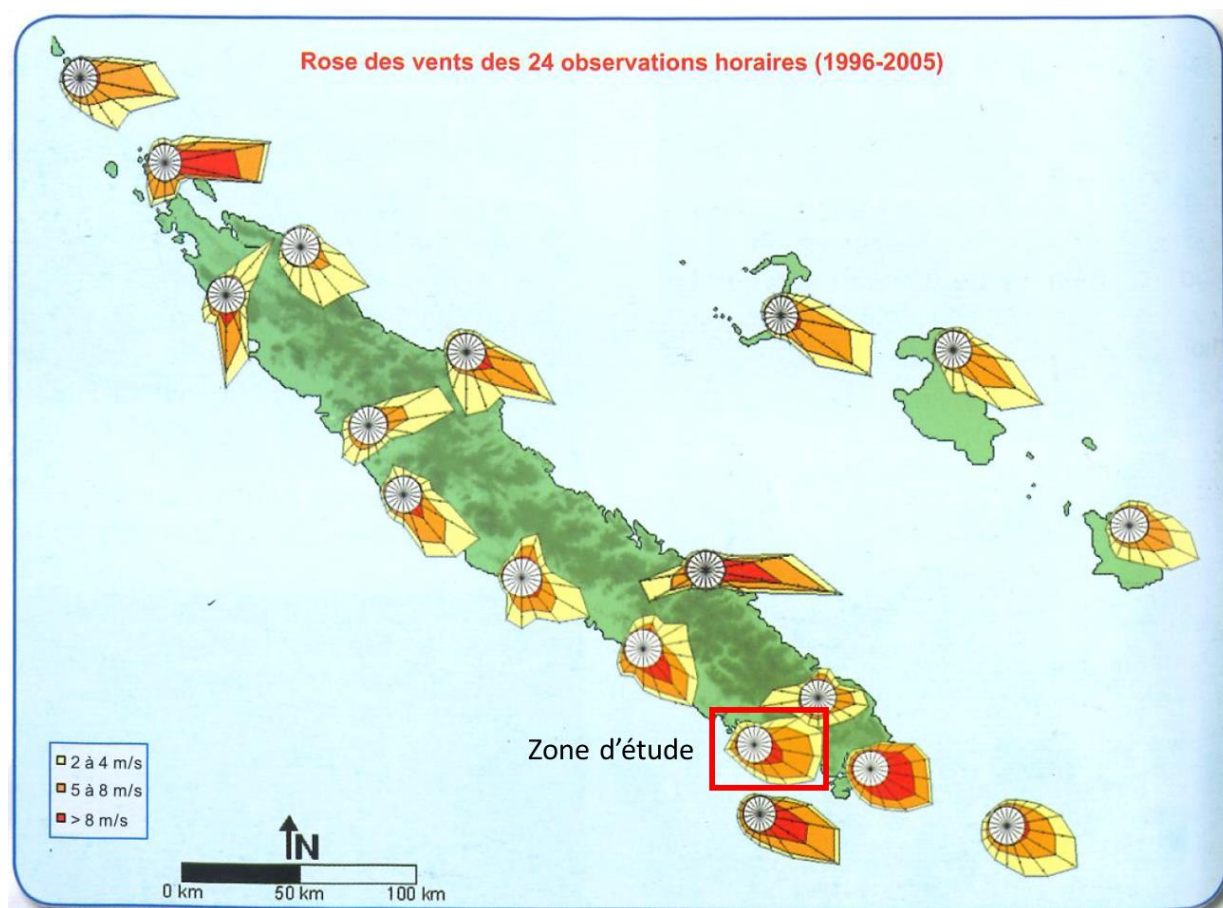 Rose des vents des 24 observations horaires (1996-2005)
Zone d'étude
2 à 4 m/s
5 à 8 m/s
> 8 m/s
N
0 km 50 km 100 km